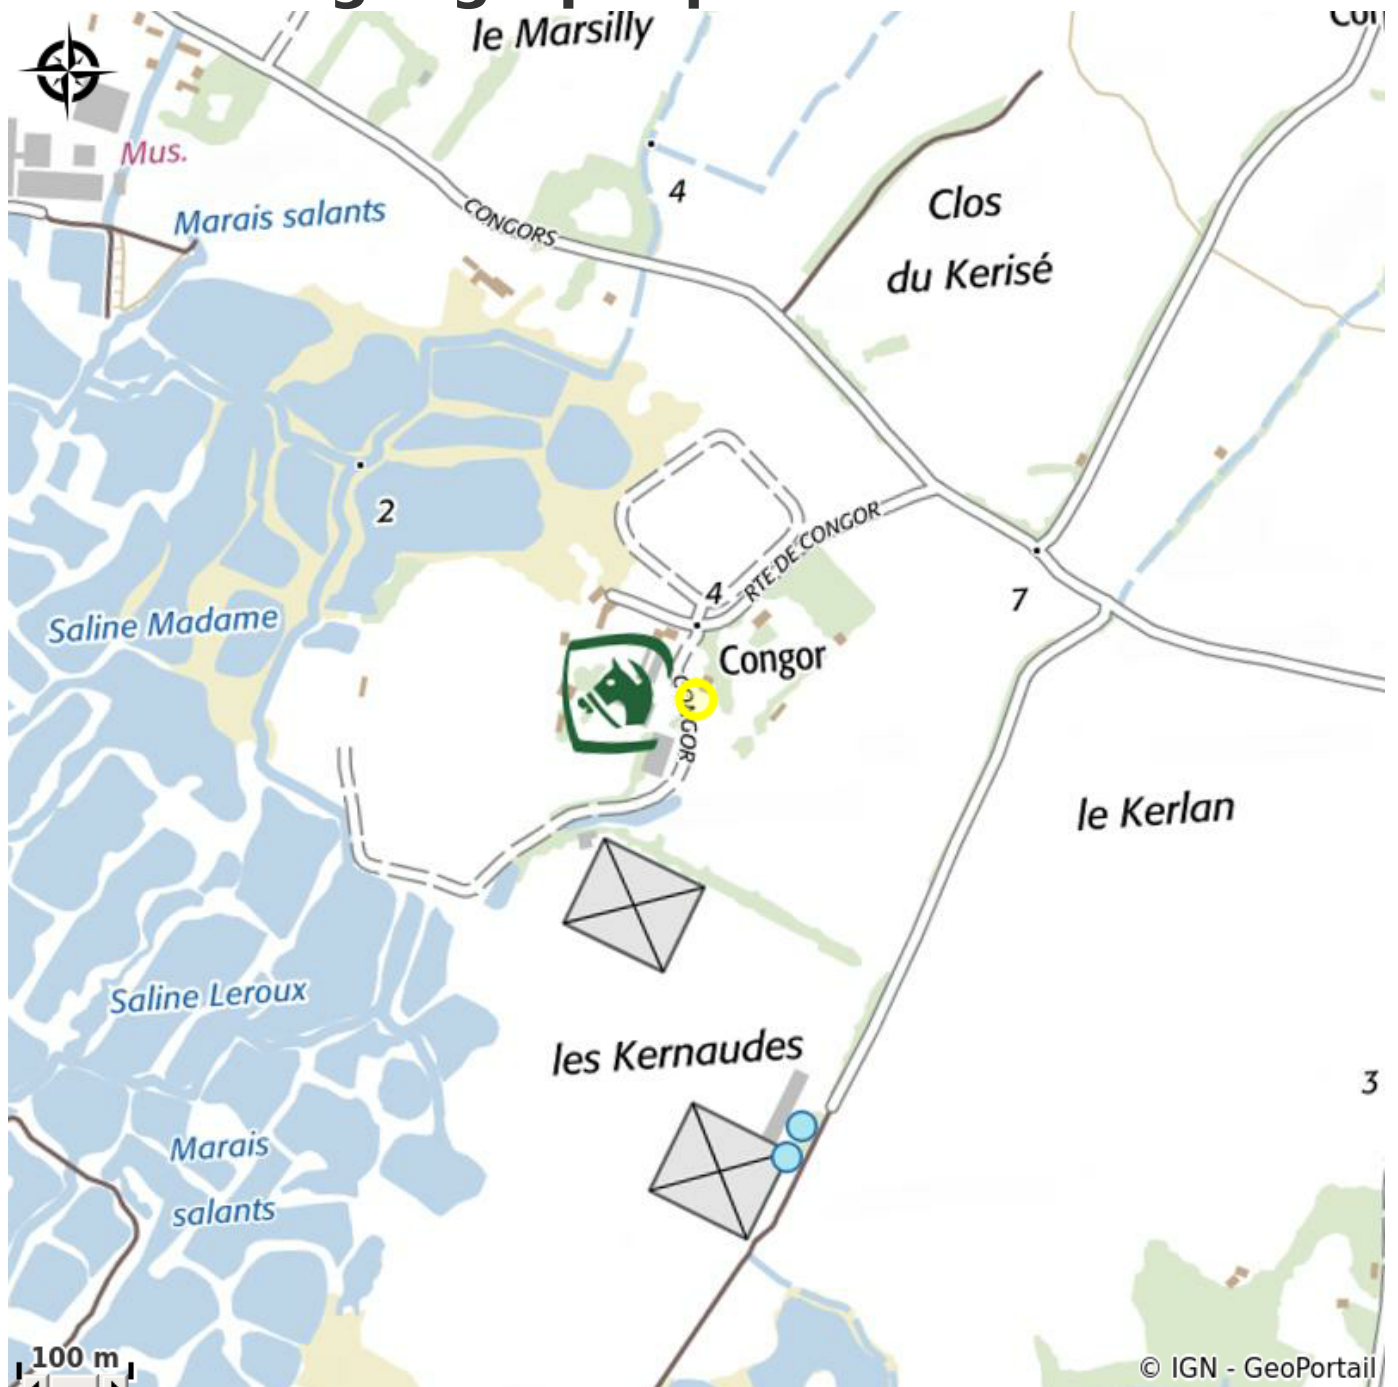 le Marsilly
Mus.
4
Marais salants
CONGORS
Clos
du Kerisé
2
4
RTE DE CONGOR
7
Saline Madame
Congor
CONGOR
le Kerlan
Saline Leroux
les Kernaudes
3
Marais
salants
100 m
© IGN - GeoPortail